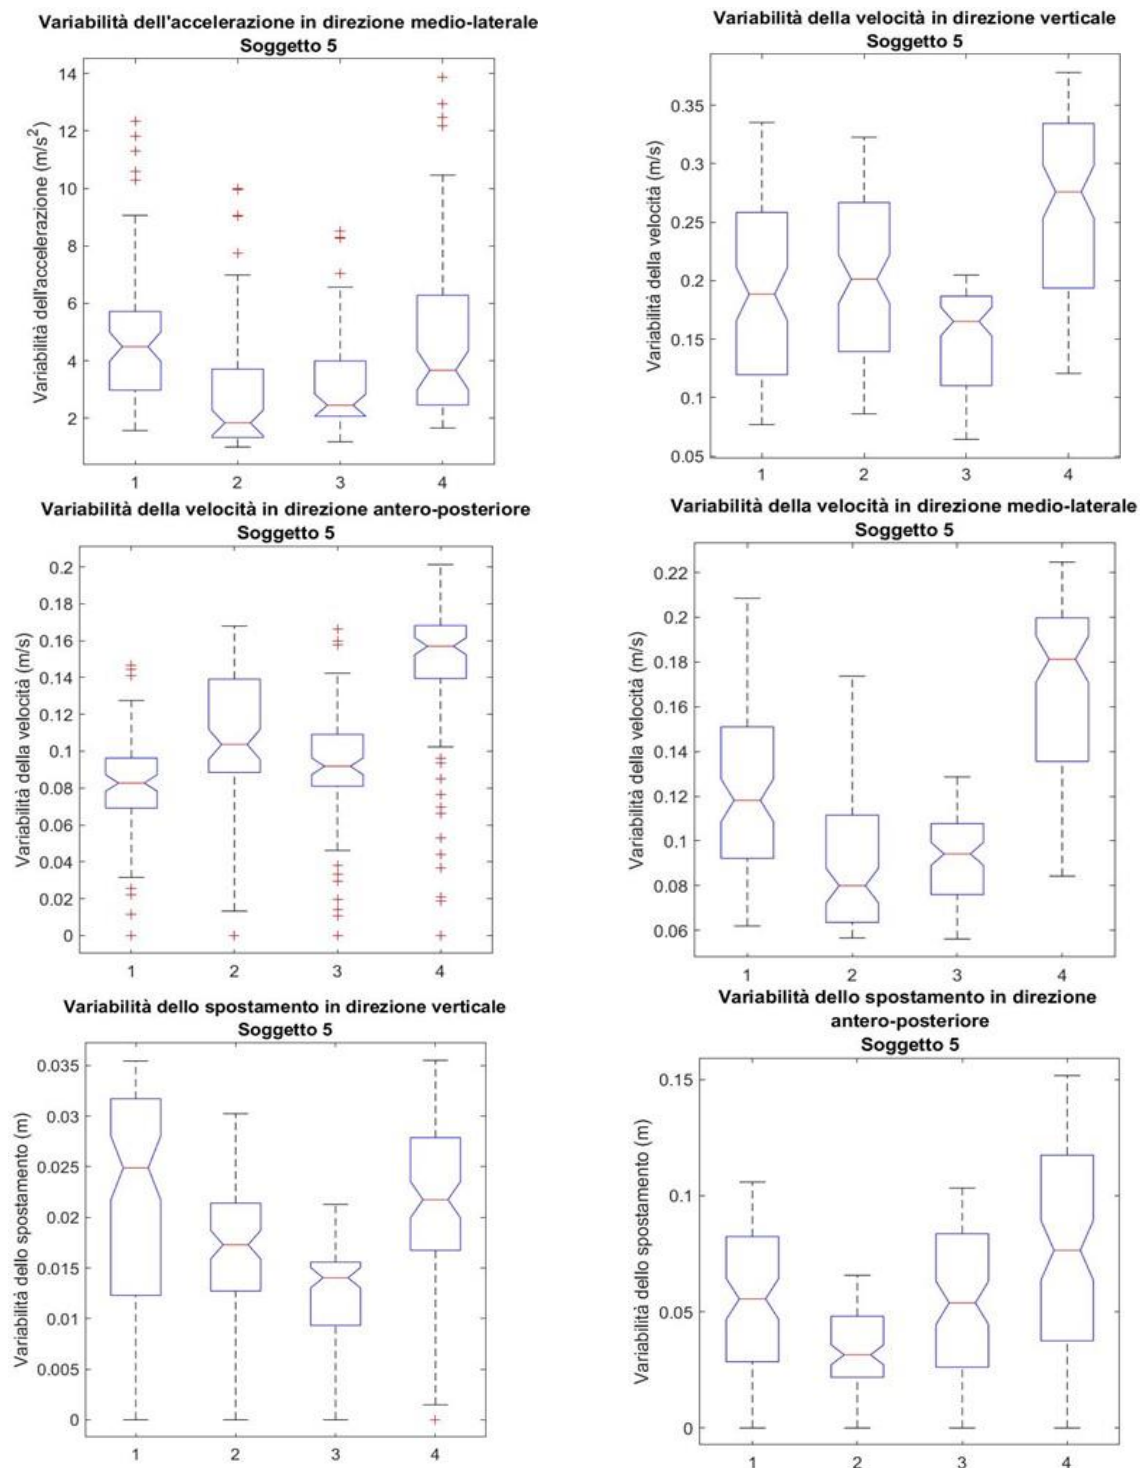 Variabilità dell'accelerazione in direzione medio-laterale
Soggetto 5
Variabilità dell'accelerazione (m/s²)
14
12
10
8
6
4
2
1 2 3 4
Variabilità della velocità in direzione verticale
Soggetto 5
Variabilità della velocità (m/s)
0.35
0.3
0.25
0.2
0.15
0.1
0.05
1 2 3 4
Variabilità della velocità in direzione antero-posteriore
Soggetto 5
Variabilità della velocità (m/s)
0.2
0.18
0.16
0.14
0.12
0.1
0.08
0.06
0.04
0.02
0
1 2 3 4
Variabilità della velocità in direzione medio-laterale
Soggetto 5
Variabilità della velocità (m/s)
0.22
0.2
0.18
0.16
0.14
0.12
0.1
0.08
0.06
1 2 3 4
Variabilità dello spostamento in direzione verticale
Soggetto 5
Variabilità dello spostamento (m)
0.035
0.03
0.025
0.02
0.015
0.01
0.005
0
1 2 3 4
Variabilità dello spostamento in direzione
antero-posteriore
Soggetto 5
Variabilità dello spostamento (m)
0.15
0.1
0.05
0
1 2 3 4